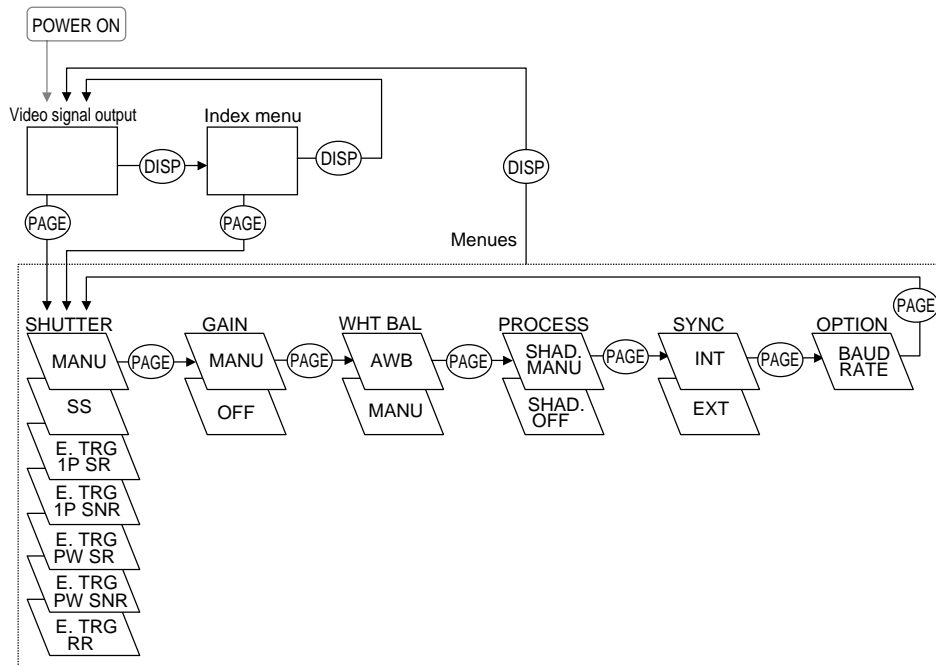 POWER ON
Video signal output
Index menu
DISP
DISP
DISP
PAGE
PAGE
Menues
PAGE
SHUTTER
GAIN
WHT BAL
PROCESS
SYNC
OPTION
MANU
PAGE
MANU
PAGE
AWB
PAGE
SHAD.
MANU
PAGE
INT
PAGE
BAUD
RATE
SS
OFF
MANU
SHAD.
OFF
EXT
E. TRG
1P SR
E. TRG
1P SNR
E. TRG
PW SR
E. TRG
PW SNR
E. TRG
RR